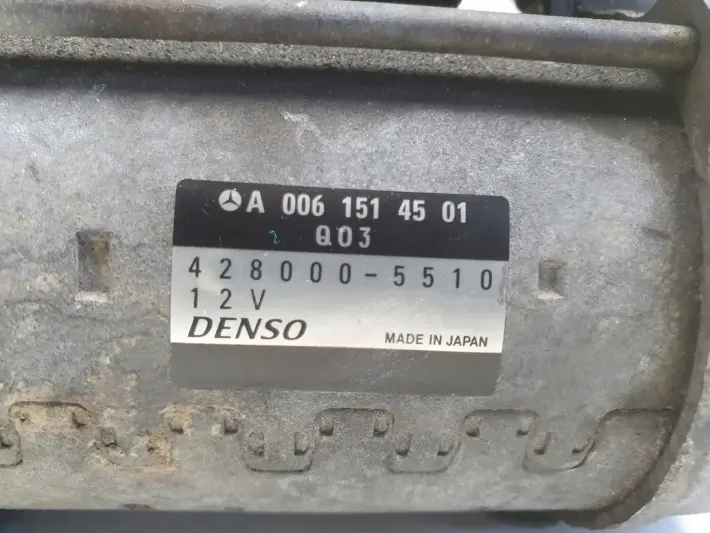 A 006 151 45 01
Q03
428000-5510
12V
DENSO
MADE IN JAPAN